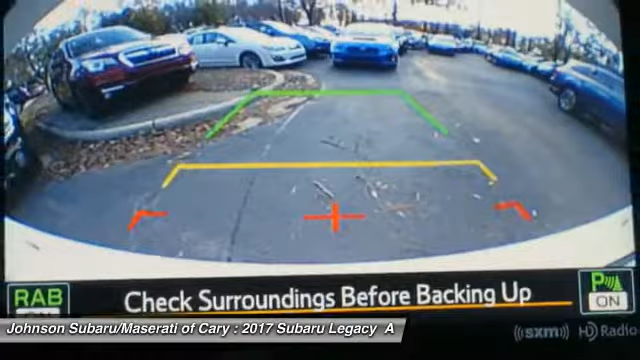 RAB
Check Surroundings Before Backing Up
P
ON
Johnson Subaru/Maserati of Cary : 2017 Subaru Legacy A
((sxm)) HD Radio